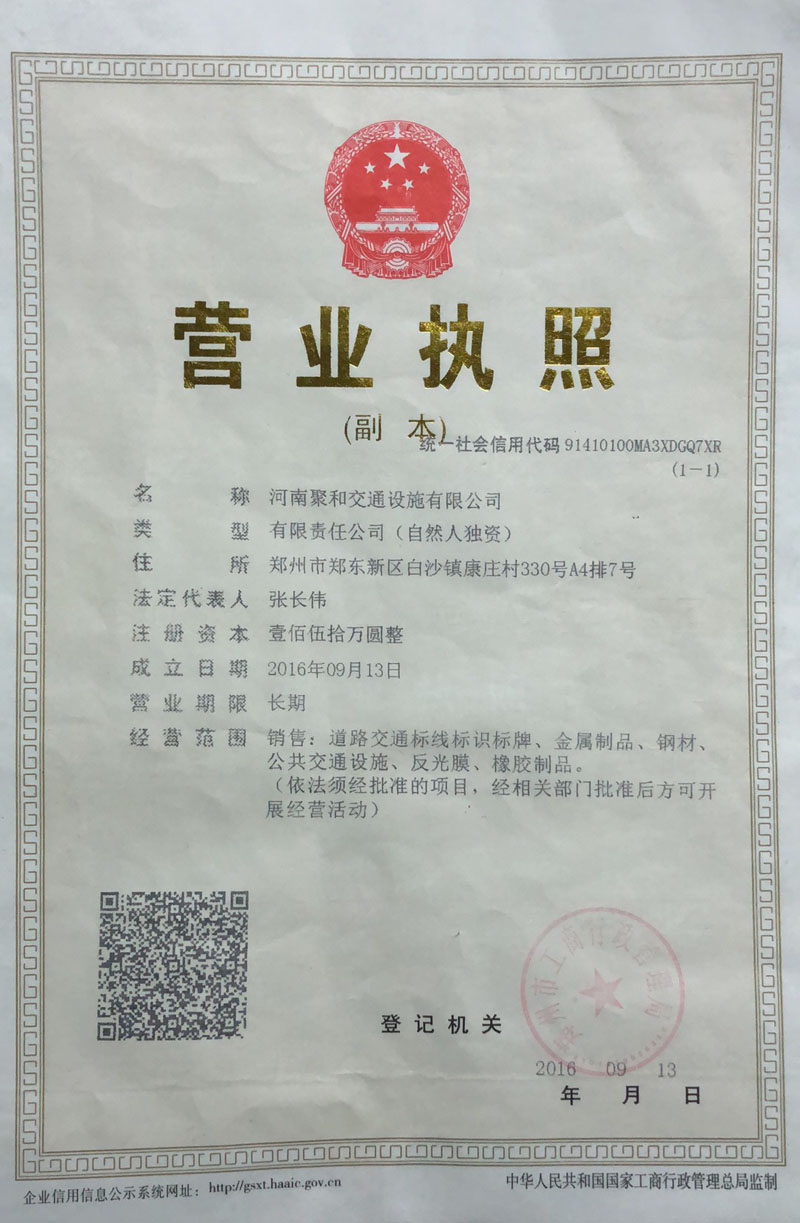 营业执照
(副 本)
统一社会信用代码 91410100MA3XDGQ7XR
(1-1)
名 称 河南聚和交通设施有限公司
类 型 有限责任公司（自然人独资）
住 所 郑州市郑东新区白沙镇康庄村330号A4排7号
法定代表人 张长伟
注册资本 壹佰伍拾万圆整
成立日期 2016年09月13日
营业期限 长期
经营范围 销售：道路交通标线标识标牌、金属制品、钢材、
公共交通设施、反光膜、橡胶制品。
（依法须经批准的项目，经相关部门批准后方可开
展经营活动）
郑州市工商行政管理局
登记机关
2016 09 13
年 月 日
企业信用信息公示系统网址：http://gsxt.haaic.gov.cn
中华人民共和国国家工商行政管理总局监制